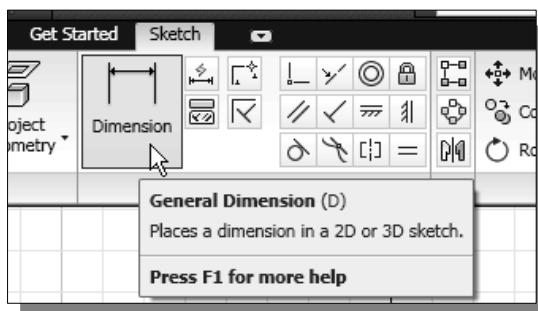 Get Started Sketch
oject
ometry
Dimension
Mo
Co
Ro
General Dimension (D)
Places a dimension in a 2D or 3D sketch.
Press F1 for more help